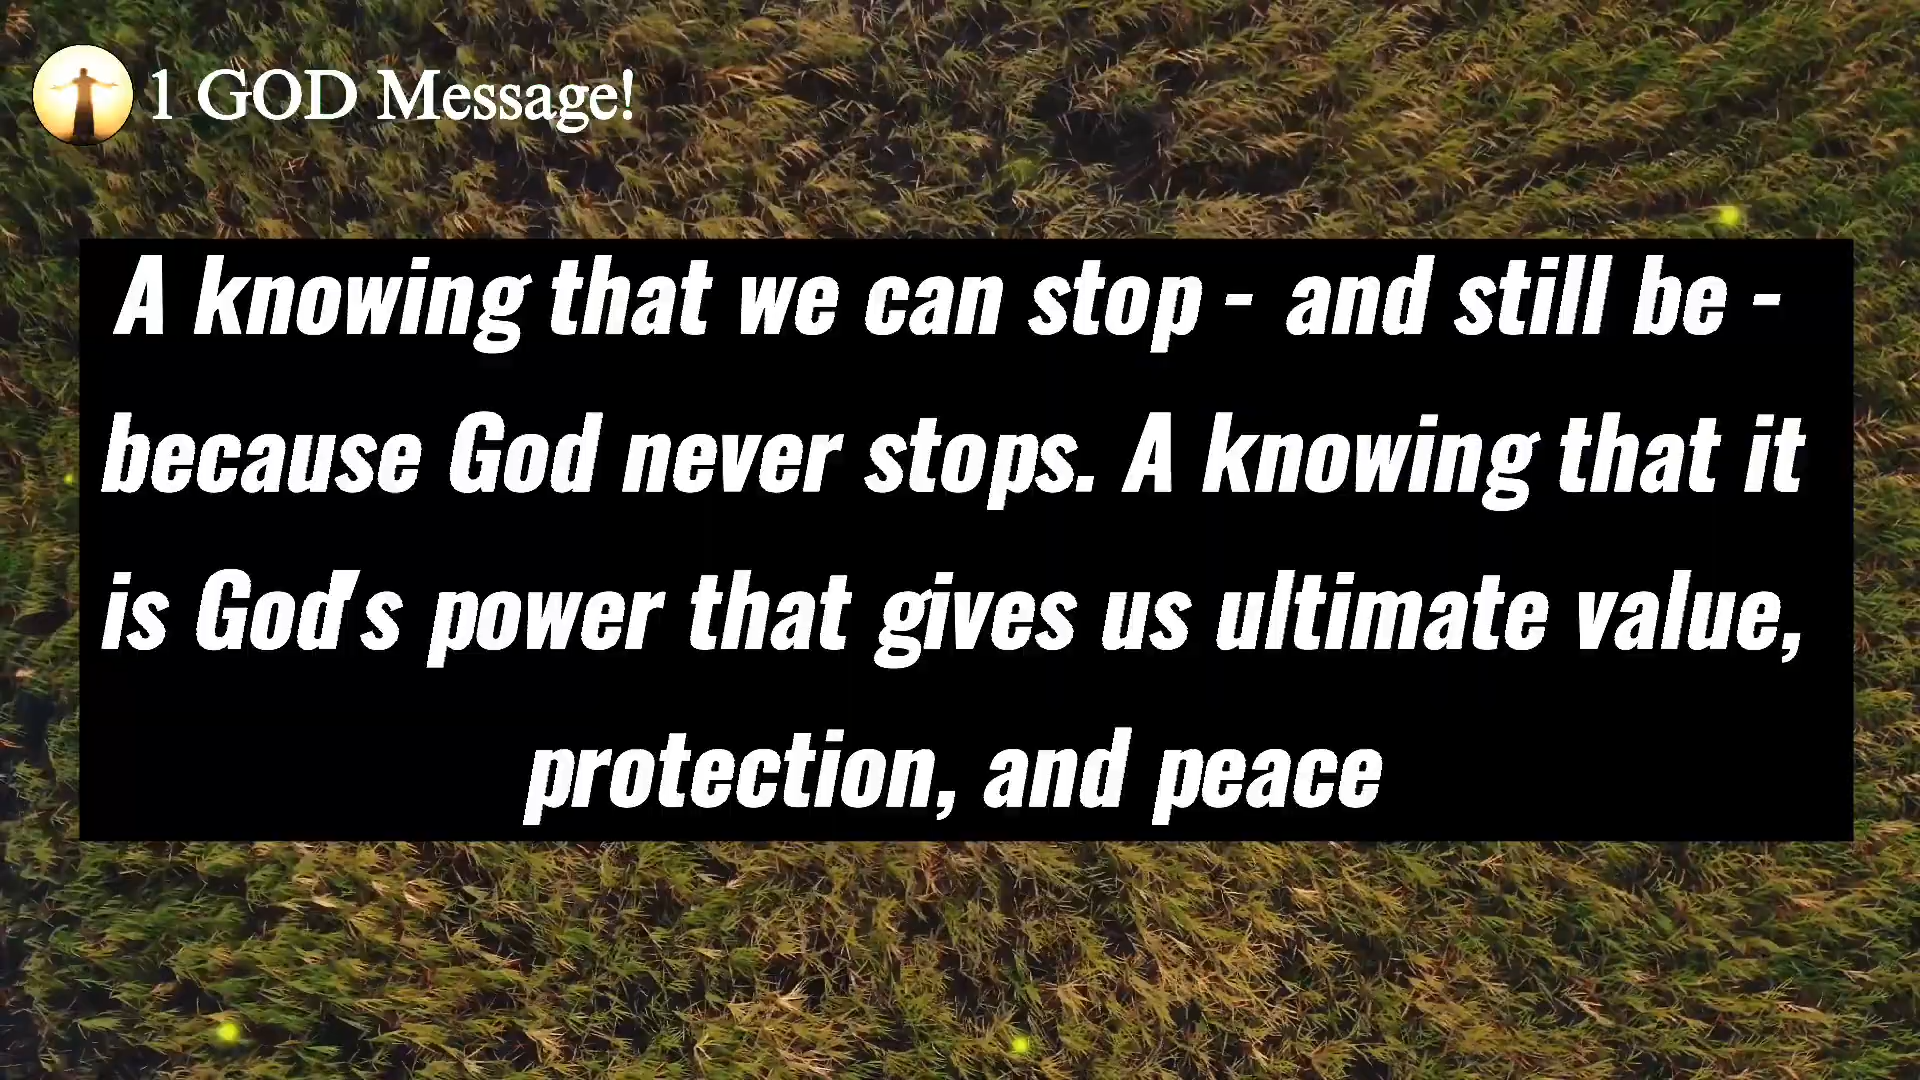 1 GOD Message!
A knowing that we can stop - and still be -
because God never stops. A knowing that it
is God's power that gives us ultimate value,
protection, and peace